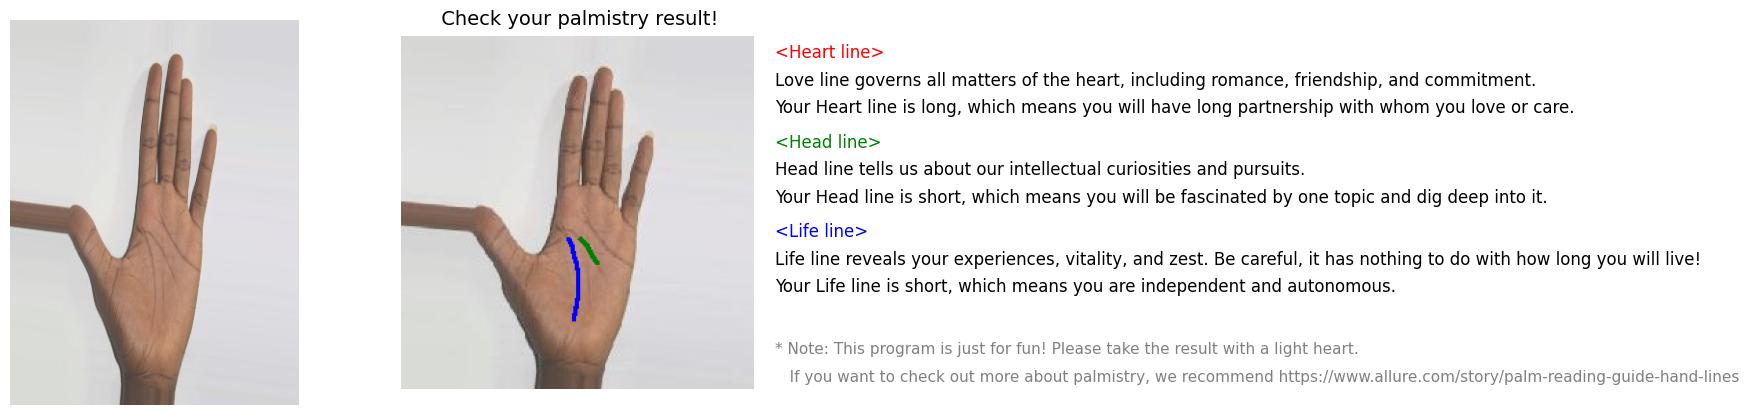 Check your palmistry result!
<Heart line>
Love line governs all matters of the heart, including romance, friendship, and commitment.
Your Heart line is long, which means you will have long partnership with whom you love or care.
<Head line>
Head line tells us about our intellectual curiosities and pursuits.
Your Head line is short, which means you will be fascinated by one topic and dig deep into it.
<Life line>
Life line reveals your experiences, vitality, and zest. Be careful, it has nothing to do with how long you will live!
Your Life line is short, which means you are independent and autonomous.
* Note: This program is just for fun! Please take the result with a light heart.
If you want to check out more about palmistry, we recommend https://www.allure.com/story/palm-reading-guide-hand-lines